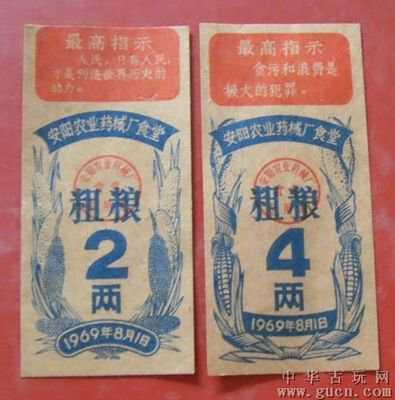 最高指示
人民，只有人民，
才是创造世界历史的
动力。
安阳农业药械厂食堂
粗粮
2
两
1969年8月1日
最高指示
贪污和浪费是
极大的犯罪。
安阳农业药械厂食堂
粗粮
4
两
1969年8月1日
中华古玩网
www.gucn.com